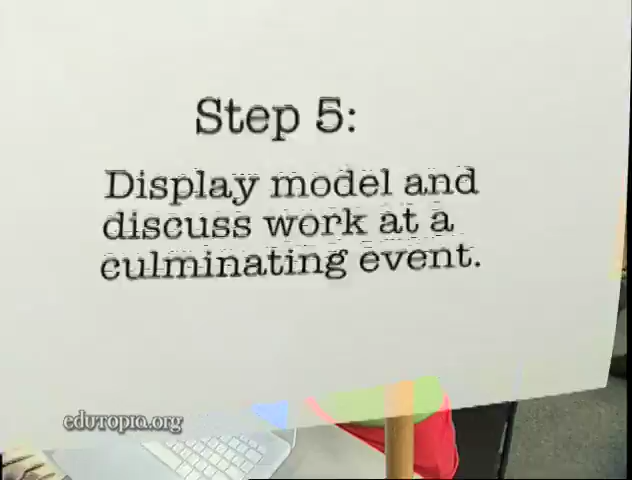 Step 5:
Display model and
discuss work at a
culminating event.
edutopia.org